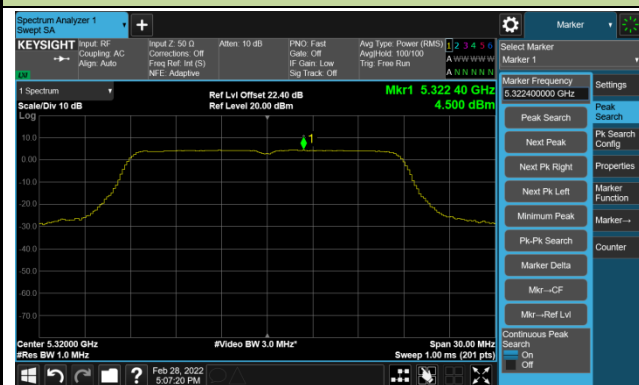 Spectrum Analyzer 1
Swept SA
Marker
KEYSIGHT
Input: RF
Coupling: AC
Align: Auto
Input Z: 50 Ω
Corrections: Off
Freq Ref: Int (S)
NFE: Adaptive
Atten: 10 dB
PNO: Fast
Gate: Off
IF Gain: Low
Sig Track: Off
Avg Type: Power (RMS)
Avg|Hold: 100/100
Trig: Free Run
1 2 3 4 5 6
A W W W W W
A N N N N N
LXI
Select Marker
Marker 1
1 Spectrum
Scale/Div 10 dB
Log
Ref Lvl Offset 22.40 dB
Ref Level 20.00 dBm
Mkr1 5.322 40 GHz
4.500 dBm
1
10.0
0.00
-10.0
-20.0
-30.0
-40.0
-50.0
-60.0
-70.0
Center 5.32000 GHz
#Res BW 1.0 MHz
#Video BW 3.0 MHz*
Span 30.00 MHz
Sweep 1.00 ms (201 pts)
Marker Frequency
5.322400000 GHz
Peak Search
Next Peak
Next Pk Right
Next Pk Left
Minimum Peak
Pk-Pk Search
Marker Delta
Mkr→CF
Mkr→Ref Lvl
Continuous Peak
Search
On
Off
Settings
Peak
Search
Pk Search
Config
Properties
Marker
Function
Marker→
Counter
?
Feb 28, 2022
5:07:20 PM